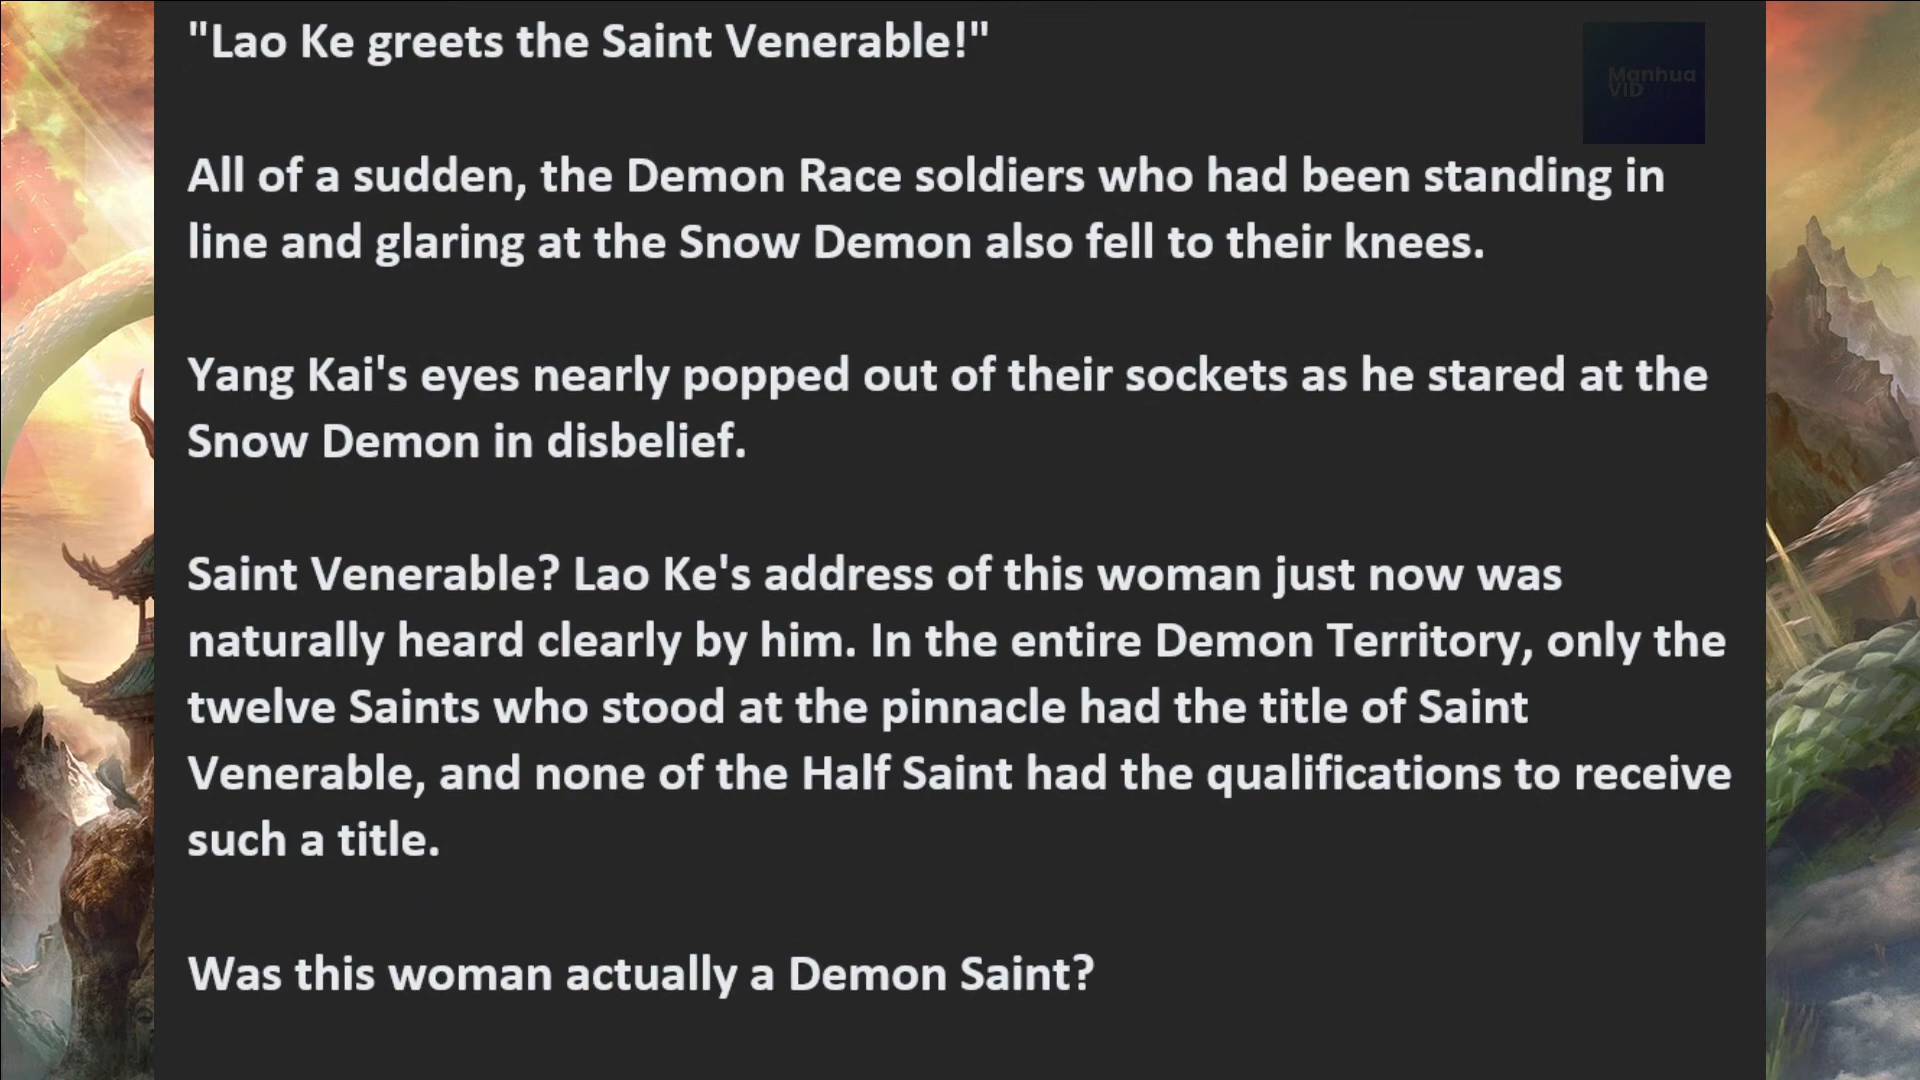 "Lao Ke greets the Saint Venerable!"
Manhua
VID
All of a sudden, the Demon Race soldiers who had been standing in
line and glaring at the Snow Demon also fell to their knees.
Yang Kai's eyes nearly popped out of their sockets as he stared at the
Snow Demon in disbelief.
Saint Venerable? Lao Ke's address of this woman just now was
naturally heard clearly by him. In the entire Demon Territory, only the
twelve Saints who stood at the pinnacle had the title of Saint
Venerable, and none of the Half Saint had the qualifications to receive
such a title.
Was this woman actually a Demon Saint?